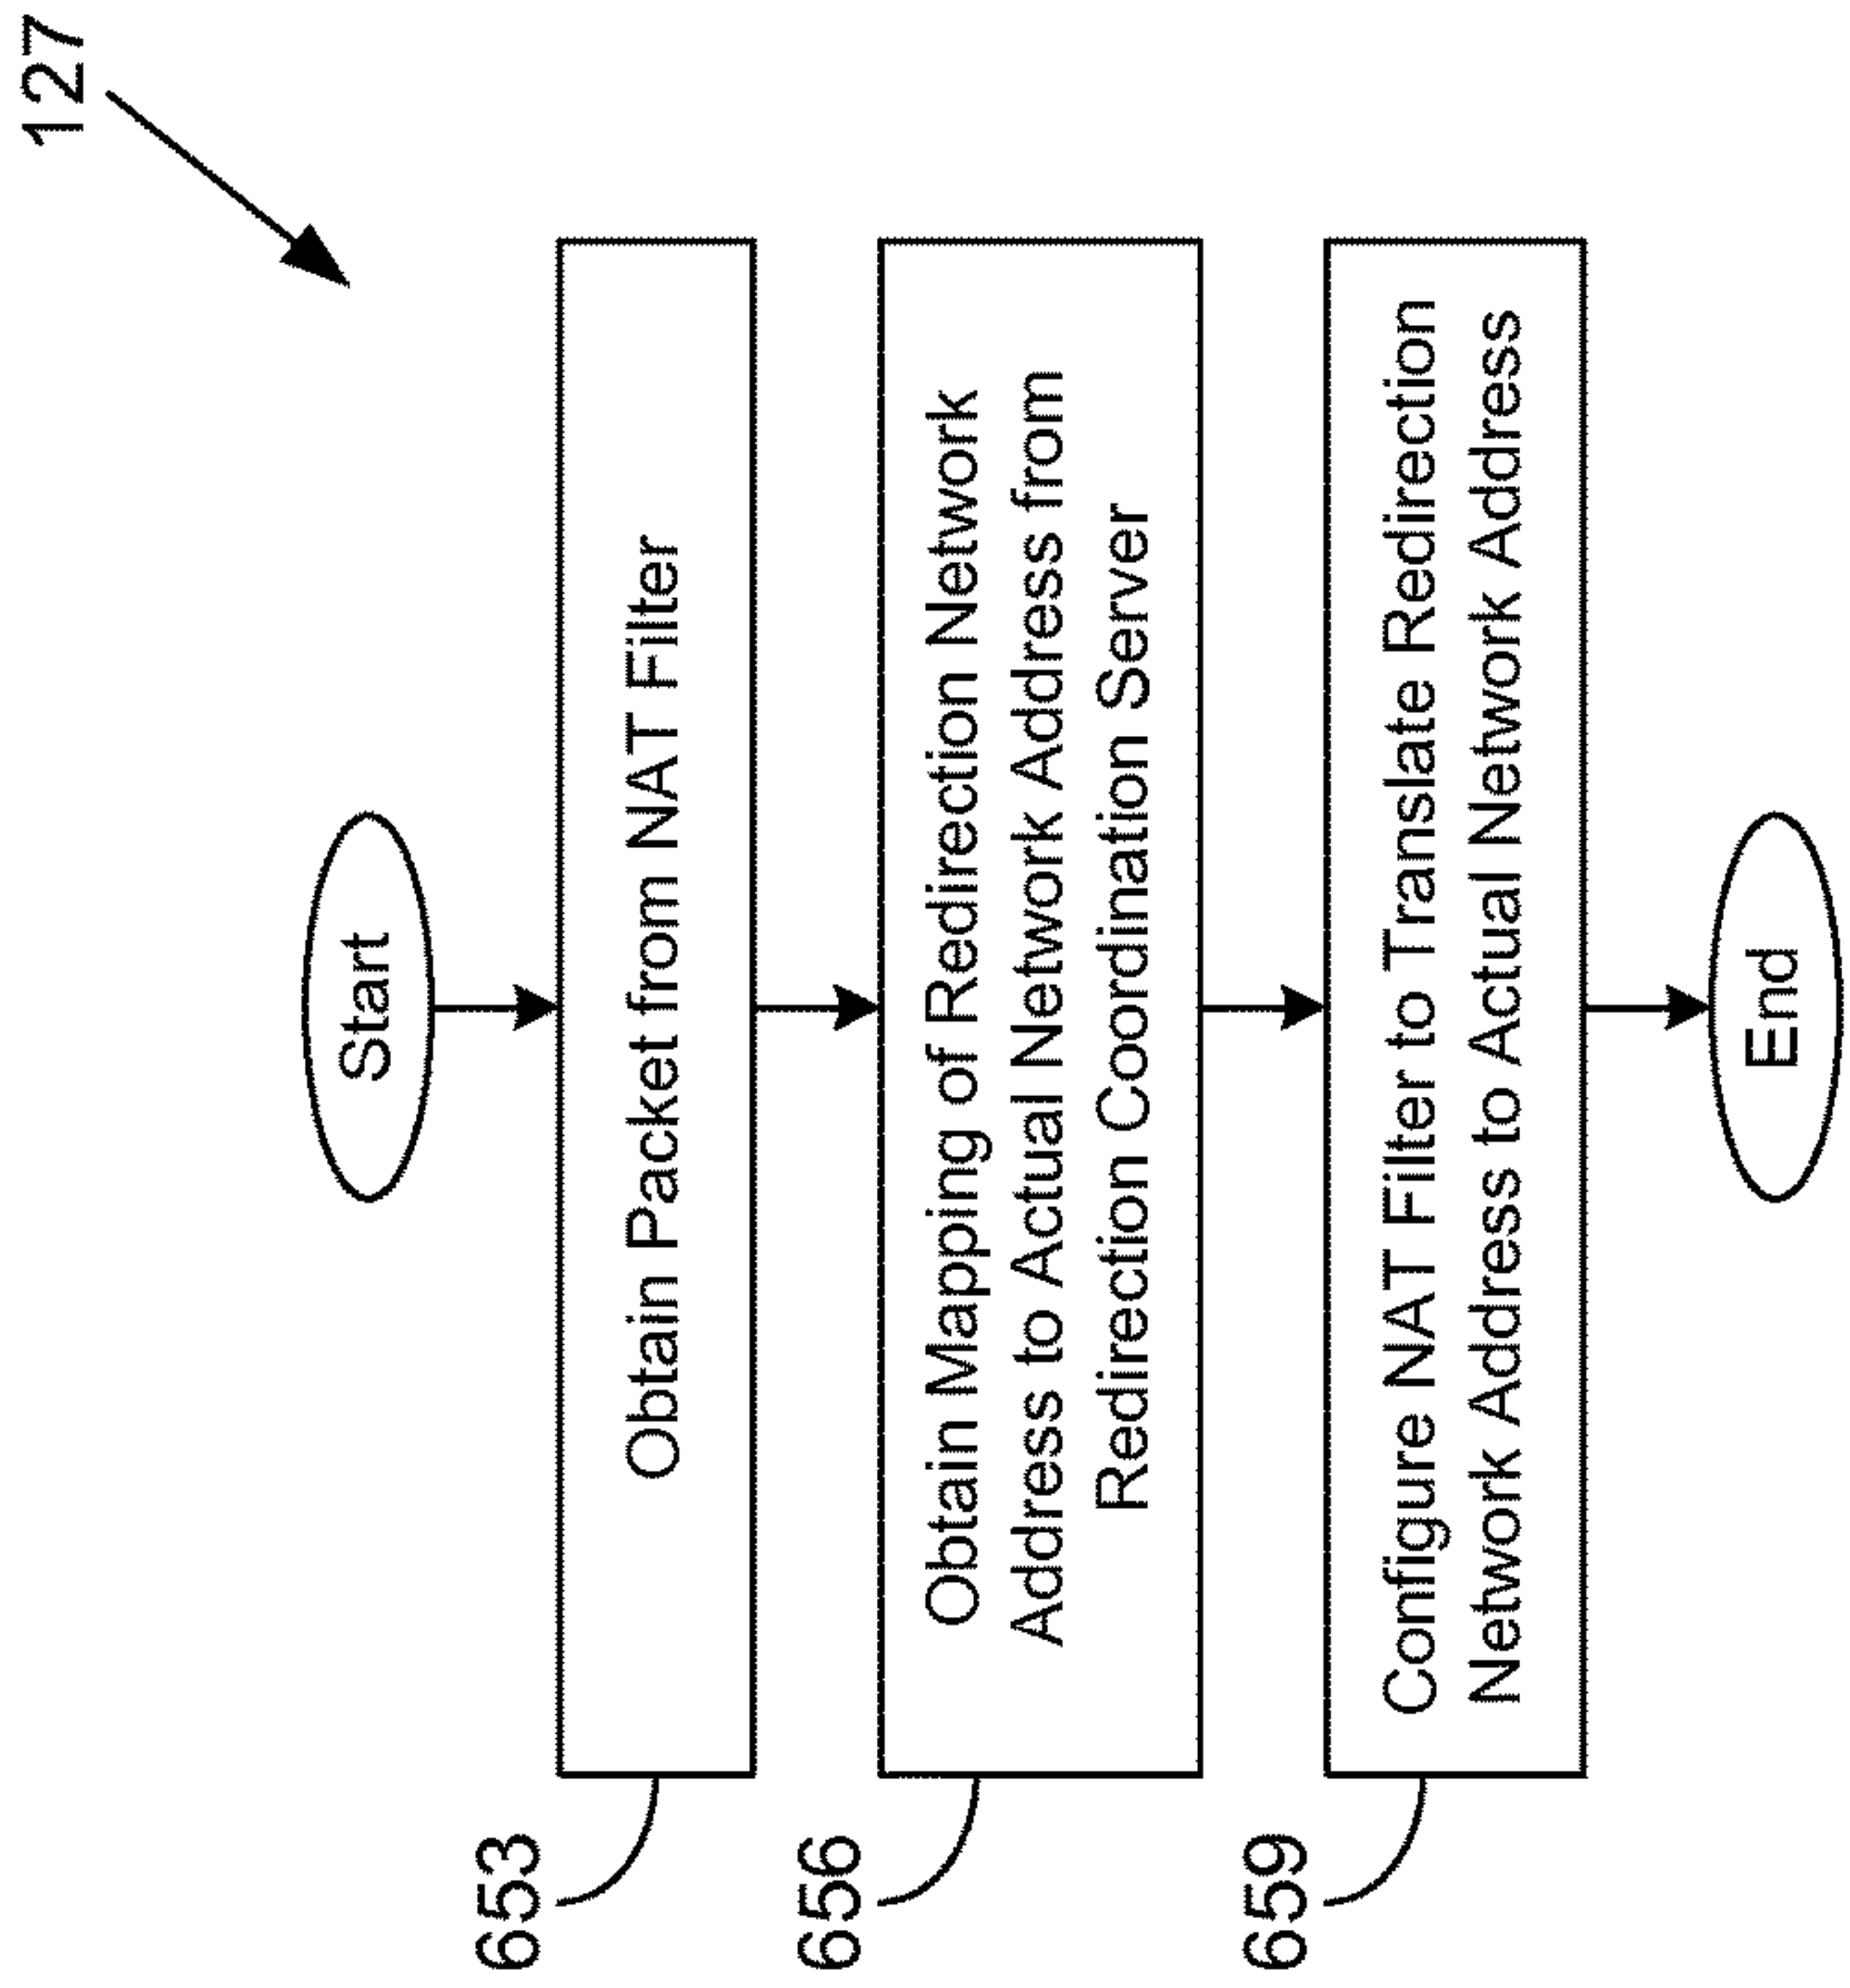 127
Start
653
Obtain Packet from NAT Filter
656
Obtain Mapping of Redirection Network
Address to Actual Network Address from
Redirection Coordination Server
659
Configure NAT Filter to Translate Redirection
Network Address to Actual Network Address
End